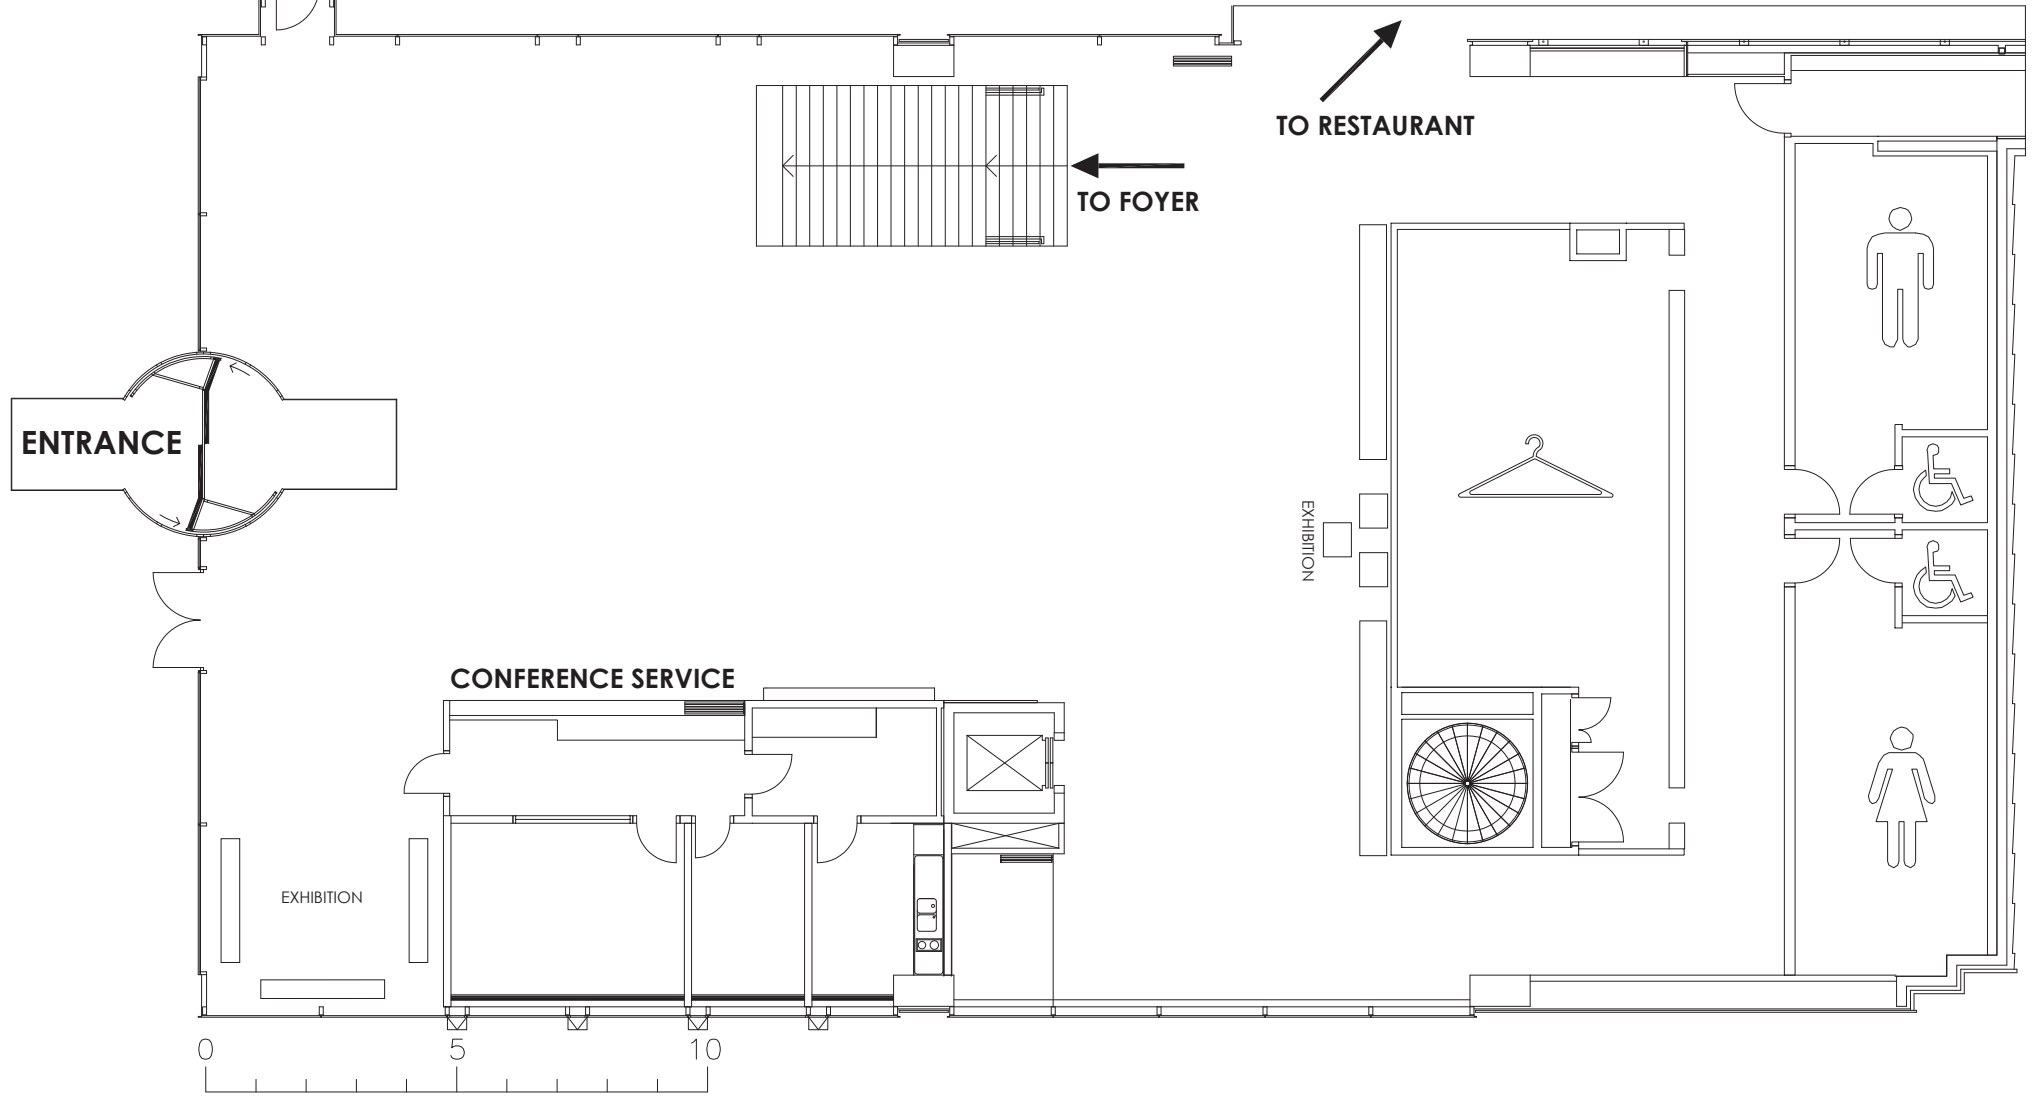 TO RESTAURANT
TO FOYER
ENTRANCE
EXHIBITION
CONFERENCE SERVICE
EXHIBITION
0 5 10